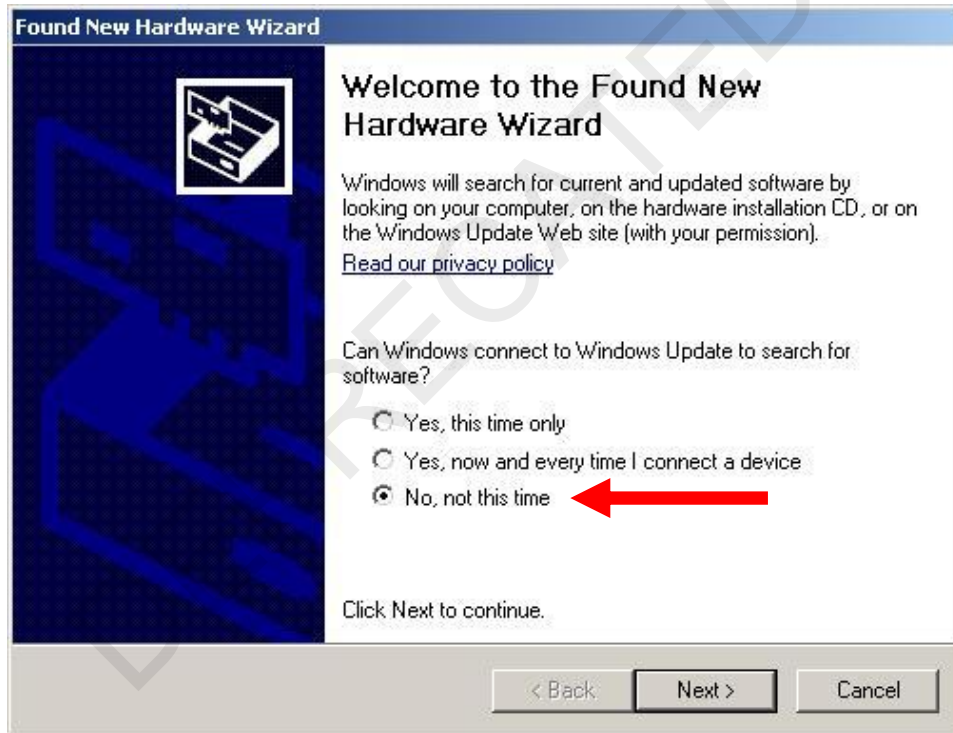 Found New Hardware Wizard
Welcome to the Found New
Hardware Wizard
Windows will search for current and updated software by
looking on your computer, on the hardware installation CD, or on
the Windows Update Web site (with your permission).
Read our privacy policy
Can Windows connect to Windows Update to search for
software?
Yes, this time only
Yes, now and every time I connect a device
No, not this time
Click Next to continue.
< Back
Next >
Cancel